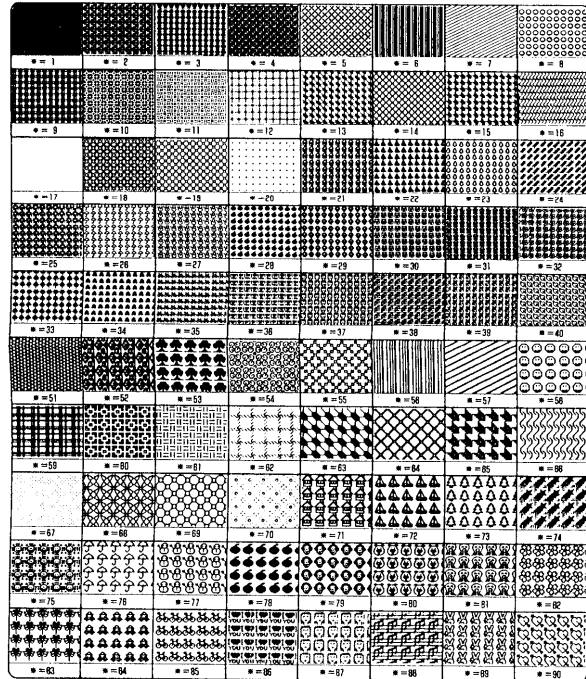 * = 1 * = 2 * = 3 * = 4 * = 5 * = 6 * = 7 * = 8
* = 9 * = 10 * = 11 * = 12 * = 13 * = 14 * = 15 * = 16
* = 17 * = 18 * = 19 * = 20 * = 21 * = 22 * = 23 * = 24
* = 25 * = 26 * = 27 * = 28 * = 29 * = 30 * = 31 * = 32
* = 33 * = 34 * = 35 * = 36 * = 37 * = 38 * = 39 * = 40
* = 51 * = 52 * = 53 * = 54 * = 55 * = 56 * = 57 * = 58
* = 59 * = 60 * = 61 * = 62 * = 63 * = 64 * = 65 * = 66
* = 67 * = 68 * = 69 * = 70 * = 71 * = 72 * = 73 * = 74
* = 75 * = 76 * = 77 * = 78 * = 79 * = 80 * = 81 * = 82
* = 83 * = 84 * = 85 * = 86 * = 87 * = 88 * = 89 * = 90